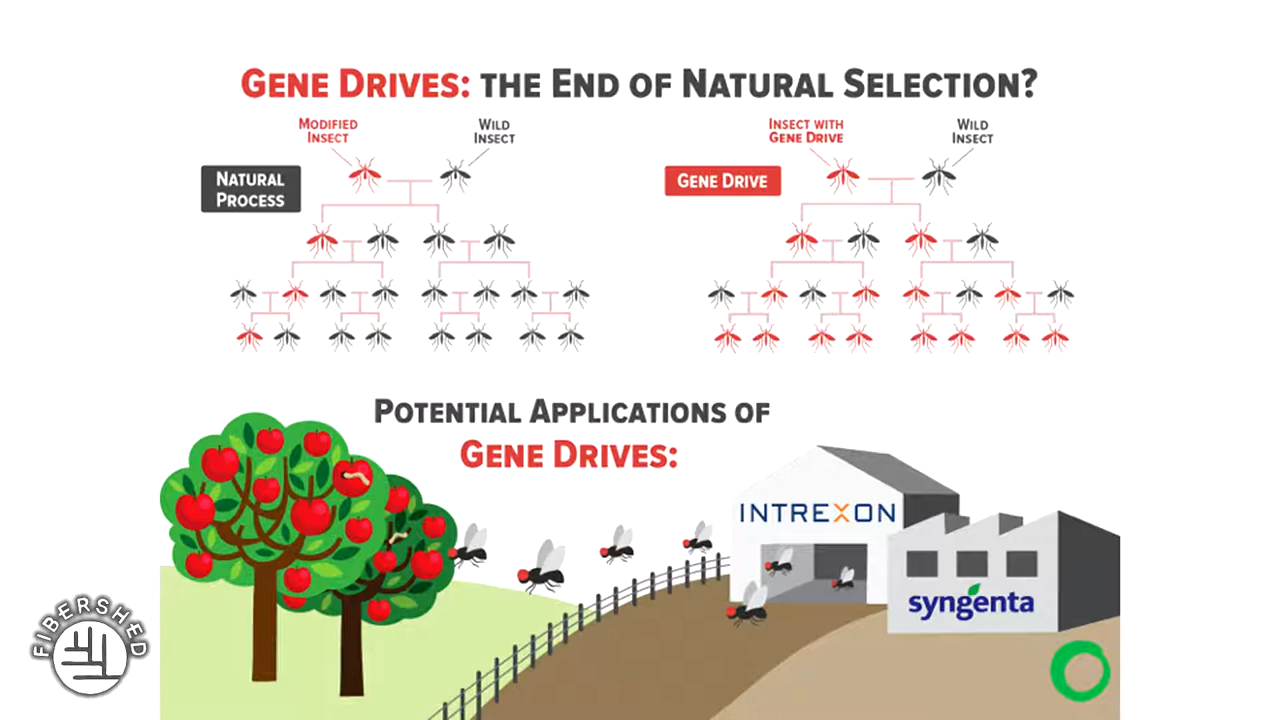 GENE DRIVES: THE END OF NATURAL SELECTION?
MODIFIED
INSECT
WILD
INSECT
INSECT WITH
GENE DRIVE
WILD
INSECT
NATURAL
PROCESS
GENE DRIVE
POTENTIAL APPLICATIONS OF
GENE DRIVES:
INTREXON
syngenta
FIBERSHED